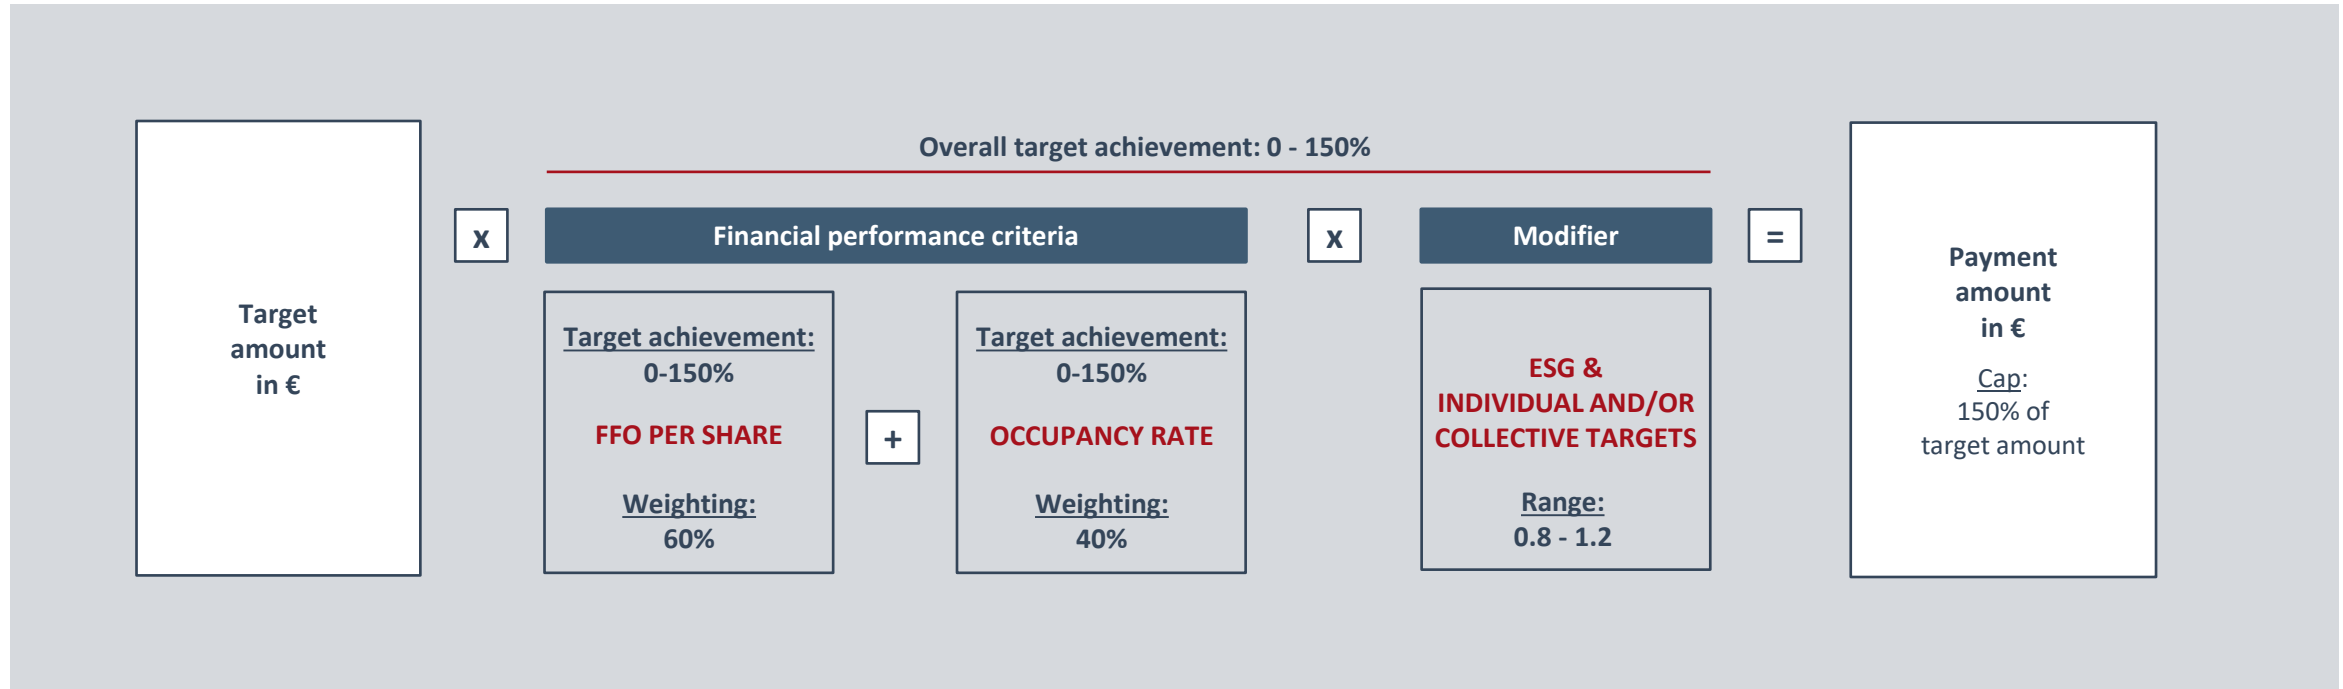 Overall target achievement: 0 - 150%
Target
amount
in €
x
Financial performance criteria
Target achievement:
0-150%
FFO PER SHARE
Weighting:
60%
+
Target achievement:
0-150%
OCCUPANCY RATE
Weighting:
40%
x
Modifier
ESG &
INDIVIDUAL AND/OR
COLLECTIVE TARGETS
Range:
0.8 - 1.2
=
Payment
amount
in €
Cap:
150% of
target amount